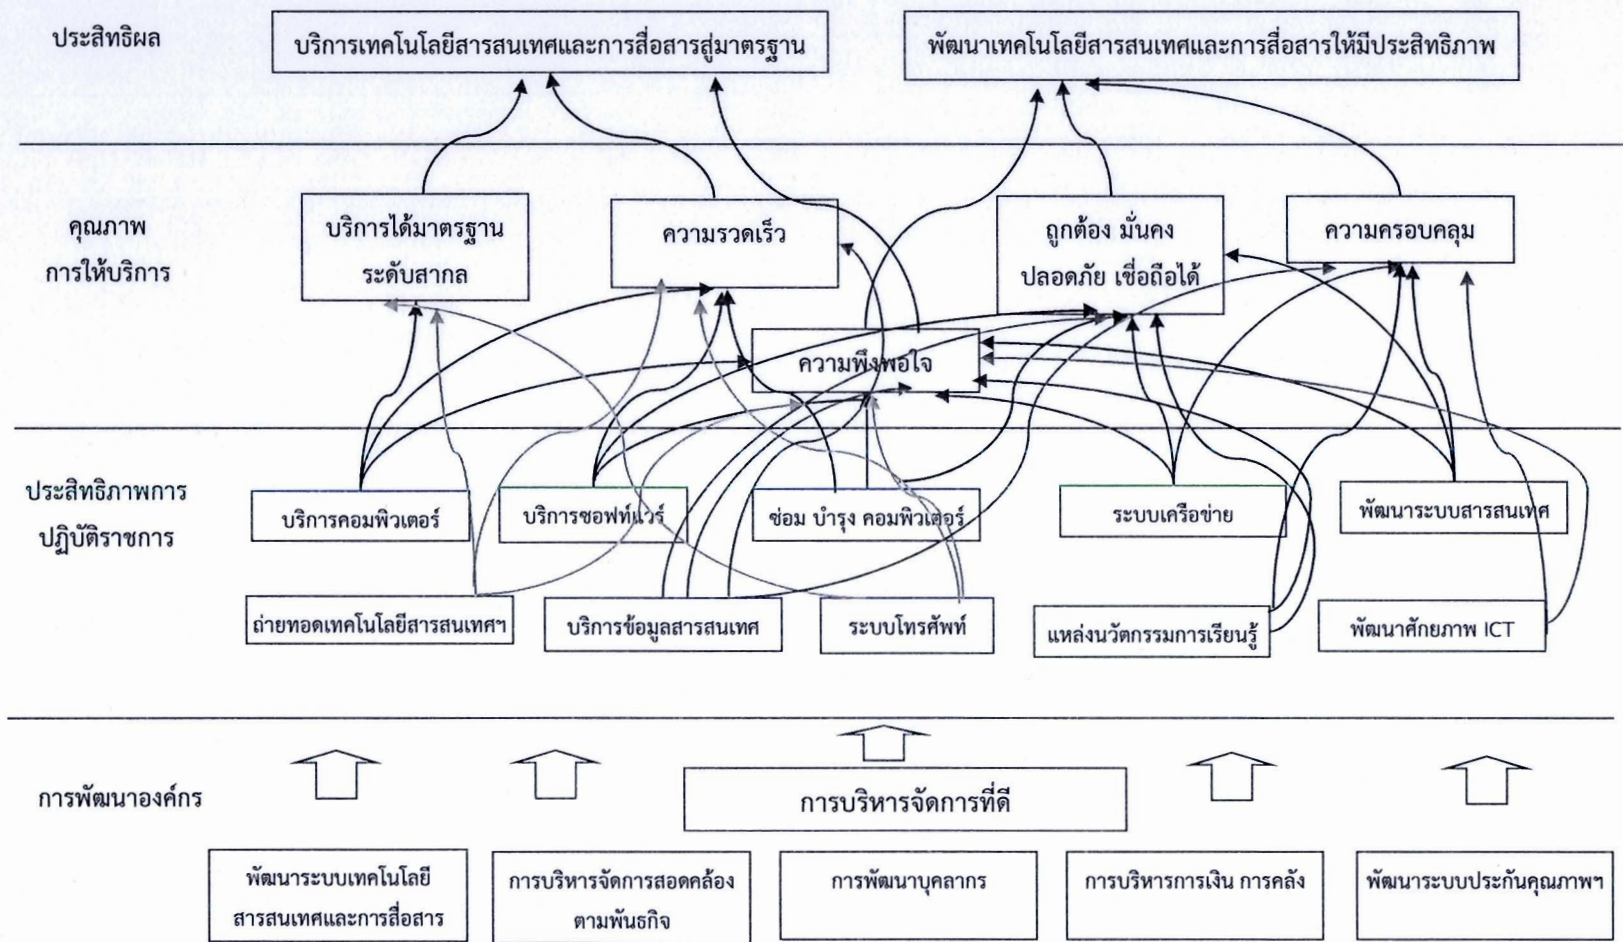 ประสิทธิผล
บริการเทคโนโลยีสารสนเทศและการสื่อสารสู่มาตรฐาน
พัฒนาเทคโนโลยีสารสนเทศและการสื่อสารให้มีประสิทธิภาพ
คุณภาพ
การให้บริการ
บริการได้มาตรฐาน
ระดับสากล
ความรวดเร็ว
ถูกต้อง มั่นคง
ปลอดภัย เชื่อถือได้
ความครอบคลุม
ความพึงพอใจ
ประสิทธิภาพการ
ปฏิบัติราชการ
บริการคอมพิวเตอร์
บริการซอฟท์แวร์
ซ่อม บำรุง คอมพิวเตอร์
ระบบเครือข่าย
พัฒนาระบบสารสนเทศ
ถ่ายทอดเทคโนโลยีสารสนเทศฯ
บริการข้อมูลสารสนเทศ
ระบบโทรศัพท์
แหล่งนวัตกรรมการเรียนรู้
พัฒนาศักยภาพ ICT
การพัฒนาองค์กร
การบริหารจัดการที่ดี
พัฒนาระบบเทคโนโลยี
สารสนเทศและการสื่อสาร
การบริหารจัดการสอดคล้อง
ตามพันธกิจ
การพัฒนาบุคลากร
การบริหารการเงิน การคลัง
พัฒนาระบบประกันคุณภาพฯ